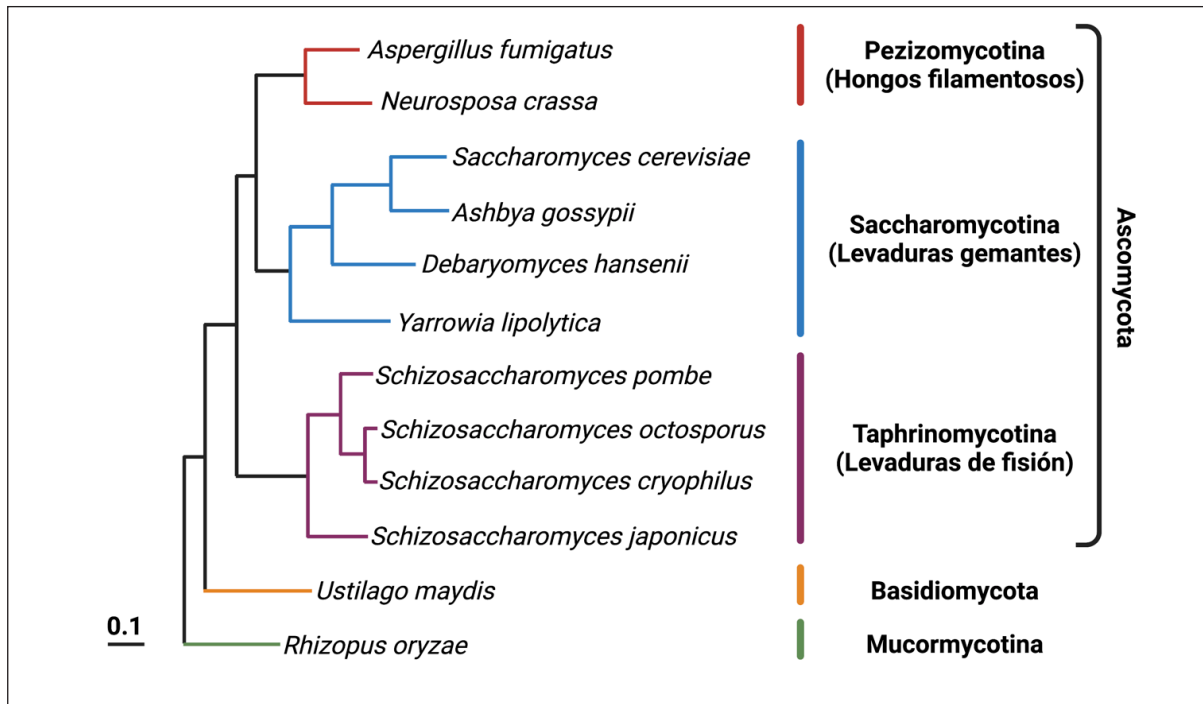 Aspergillus fumigatus
Neurosposa crassa
Pezizomycotina
(Hongos filamentosos)
Saccharomyces cerevisiae
Ashbya gossypii
Debaryomyces hansenii
Yarrowia lipolytica
Saccharomycotina
(Levaduras gemantes)
Schizosaccharomyces pombe
Schizosaccharomyces octosporus
Schizosaccharomyces cryophilus
Schizosaccharomyces japonicus
Taphrinomycotina
(Levaduras de fisión)
Ascomycota
Ustilago maydis
Basidiomycota
Rhizopus oryzae
Mucormycotina
0.1